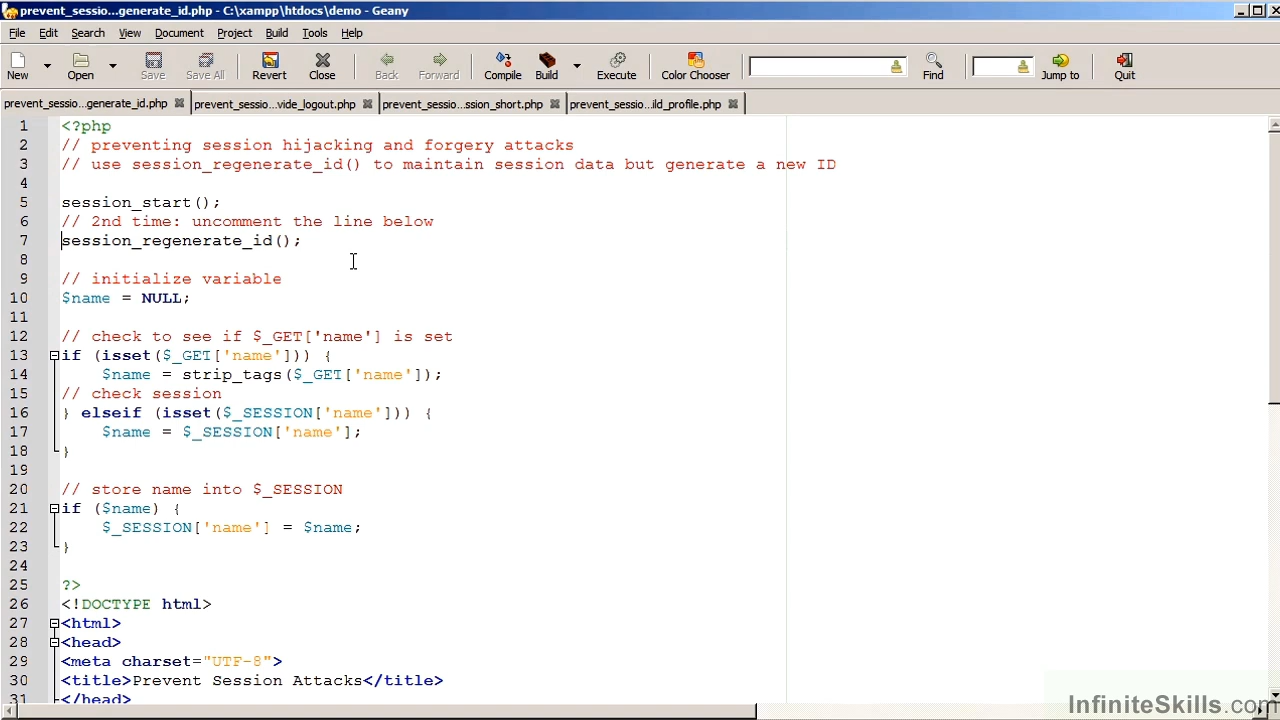 prevent_sessio...generate_id.php - C:\xampp\htdocs\demo - Geany
File Edit Search View Document Project Build Tools Help
New Open Save Save All Revert Close Back Forward Compile Build Execute Color Chooser Find Jump to Quit
prevent_sessio...generate_id.php prevent_sessio...vide_logout.php prevent_sessio...ssion_short.php prevent_sessio...ild_profile.php
1 <?php
2 // preventing session hijacking and forgery attacks
3 // use session_regenerate_id() to maintain session data but generate a new ID
4
5 session_start();
6 // 2nd time: uncomment the line below
7 session_regenerate_id();
8
9 // initialize variable
10 $name = NULL;
11
12 // check to see if $_GET['name'] is set
13 if (isset($_GET['name'])) {
14 $name = strip_tags($_GET['name']);
15 // check session
16 } elseif (isset($_SESSION['name'])) {
17 $name = $_SESSION['name'];
18 }
19
20 // store name into $_SESSION
21 if ($name) {
22 $_SESSION['name'] = $name;
23 }
24
25 ?>
26 <!DOCTYPE html>
27 <html>
28 <head>
29 <meta charset="UTF-8">
30 <title>Prevent Session Attacks</title>
31 </head>
InfiniteSkills.com